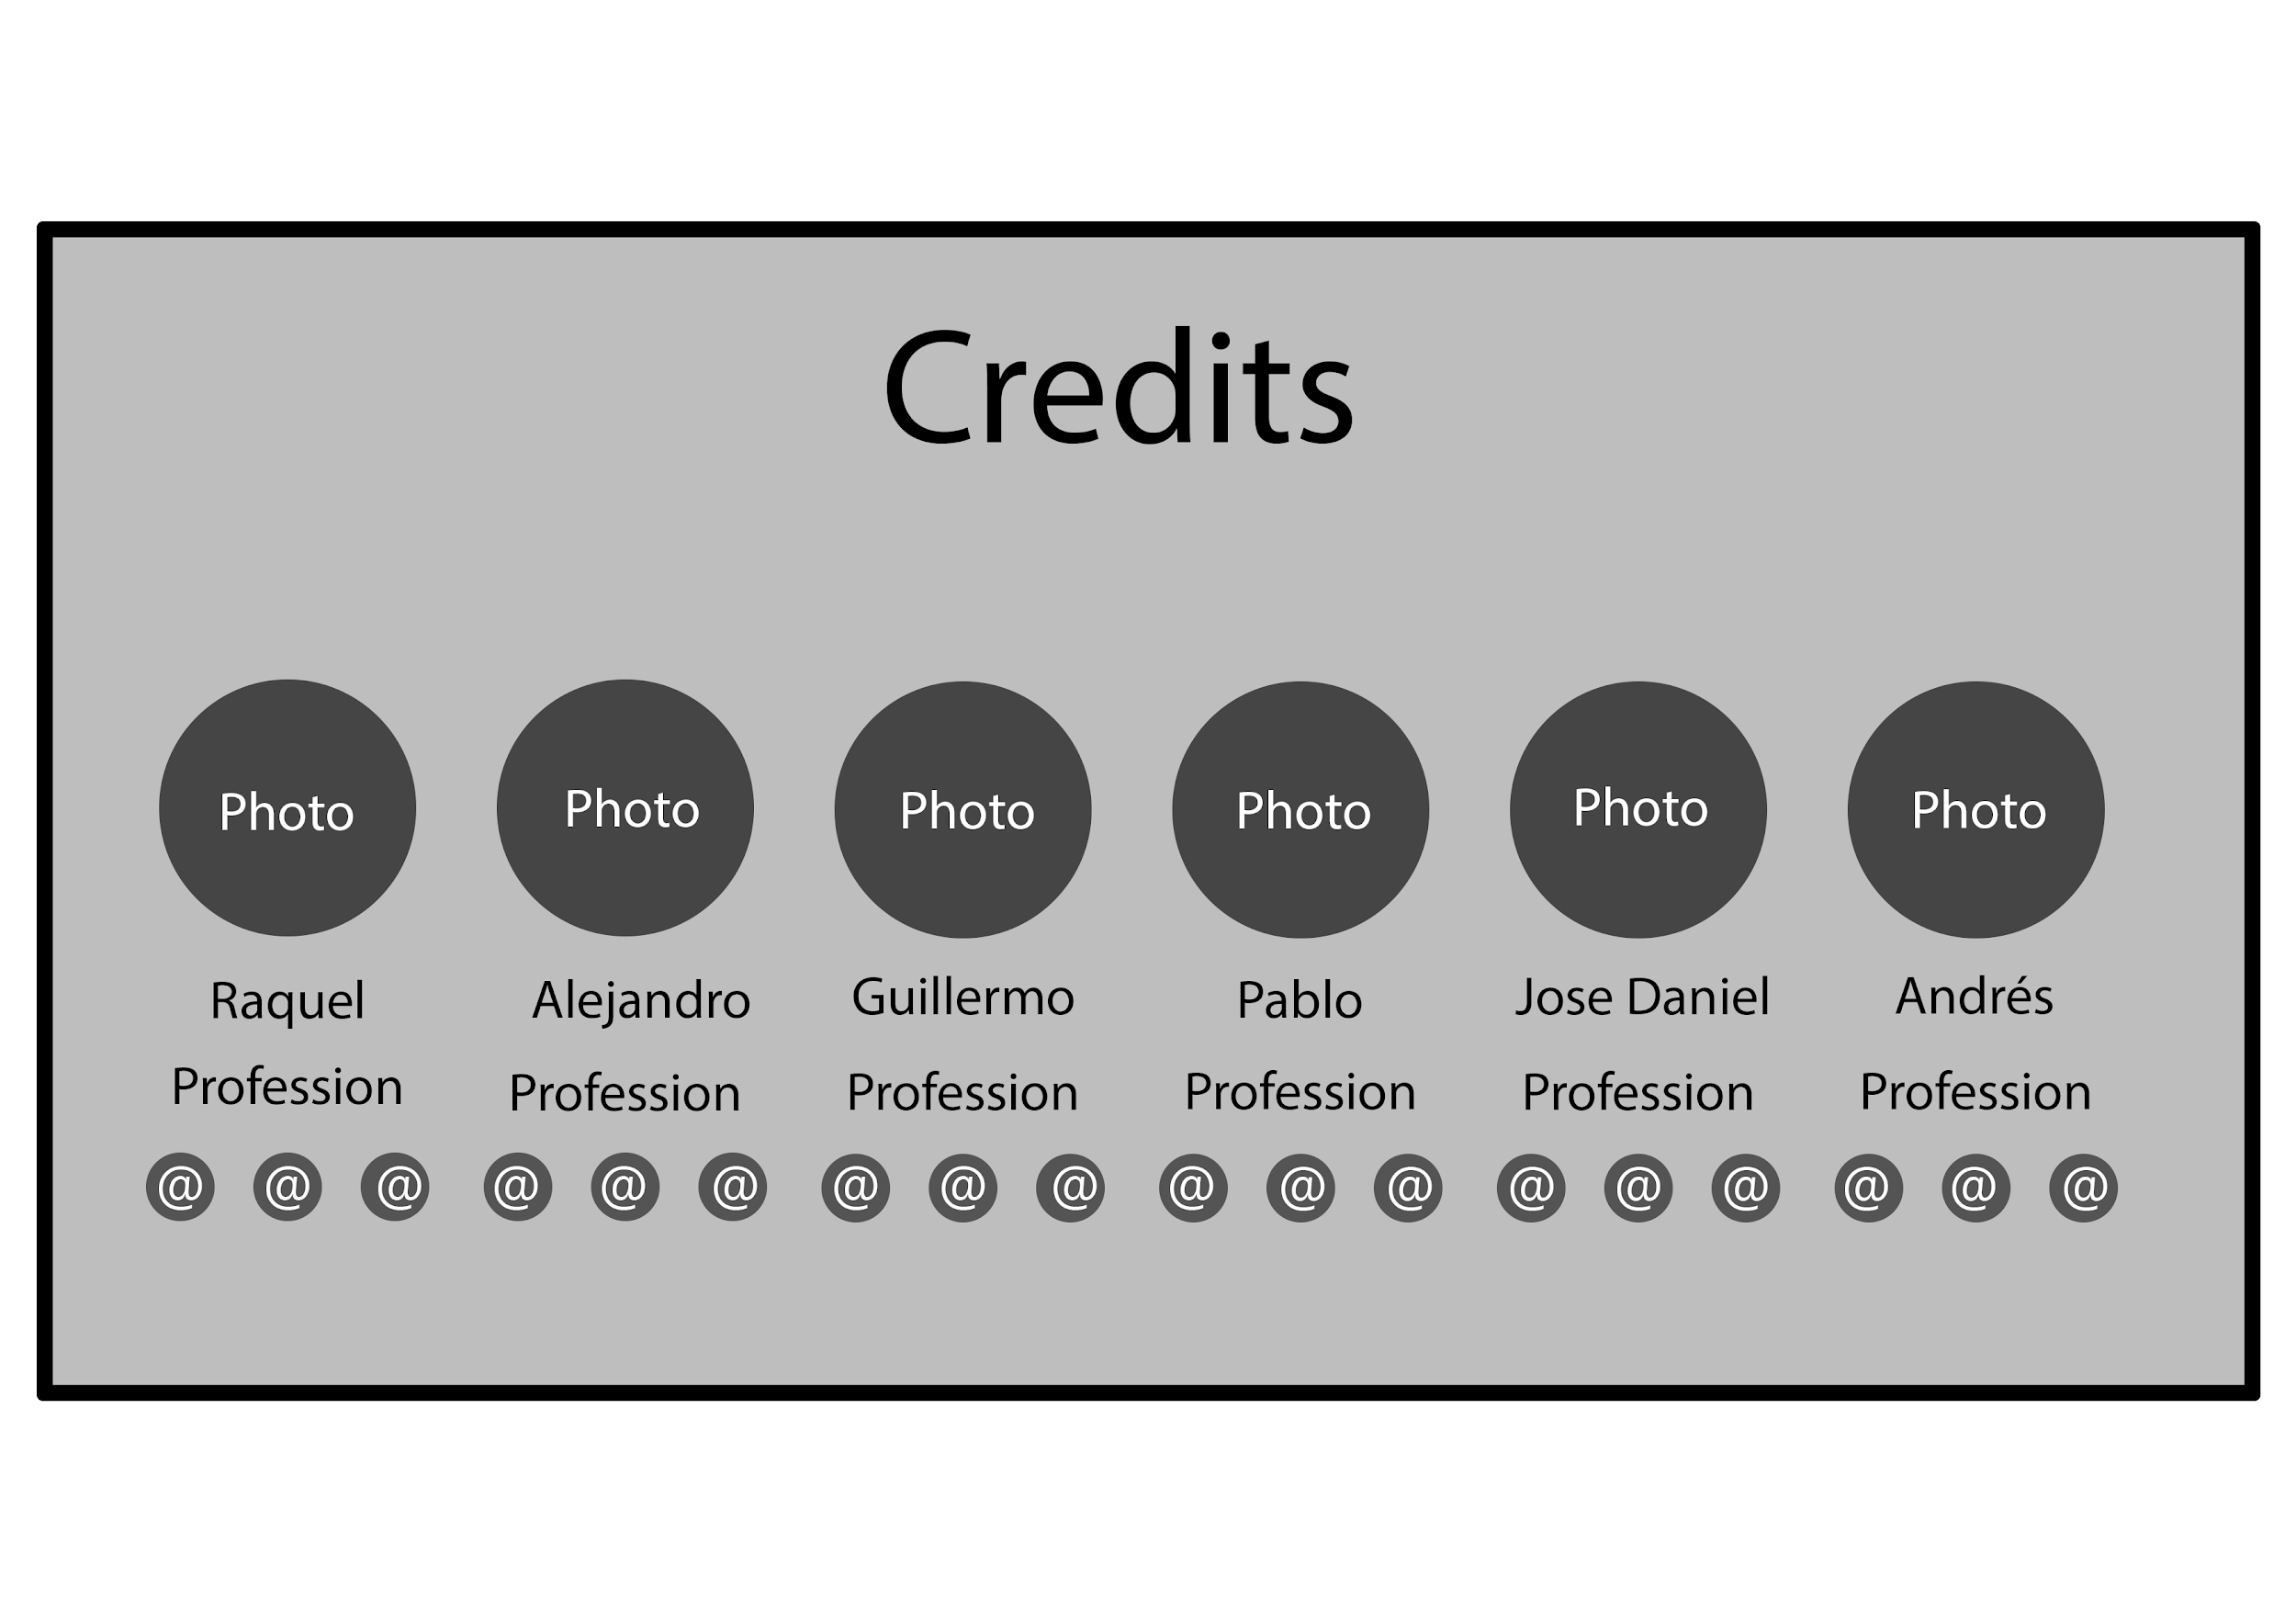 Credits
Photo Photo Photo Photo Photo Photo
Raquel Alejandro Guillermo Pablo Jose Daniel Andrés
Profession Profession Profession Profession Profession Profession
@ @ @ @ @ @ @ @ @ @ @ @ @ @ @ @ @ @